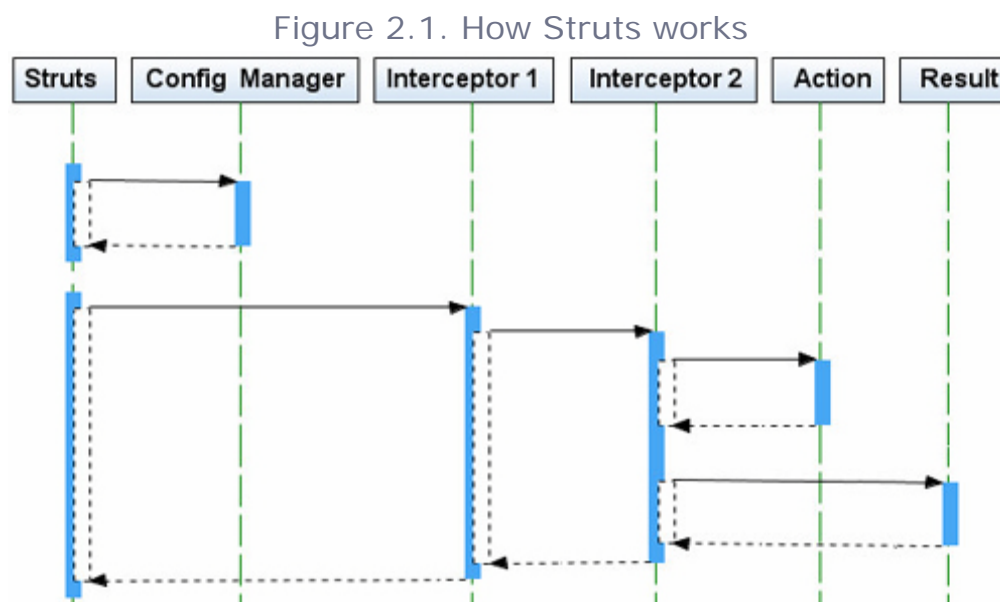 Figure 2.1. How Struts works
Struts Config Manager Interceptor 1 Interceptor 2 Action Result